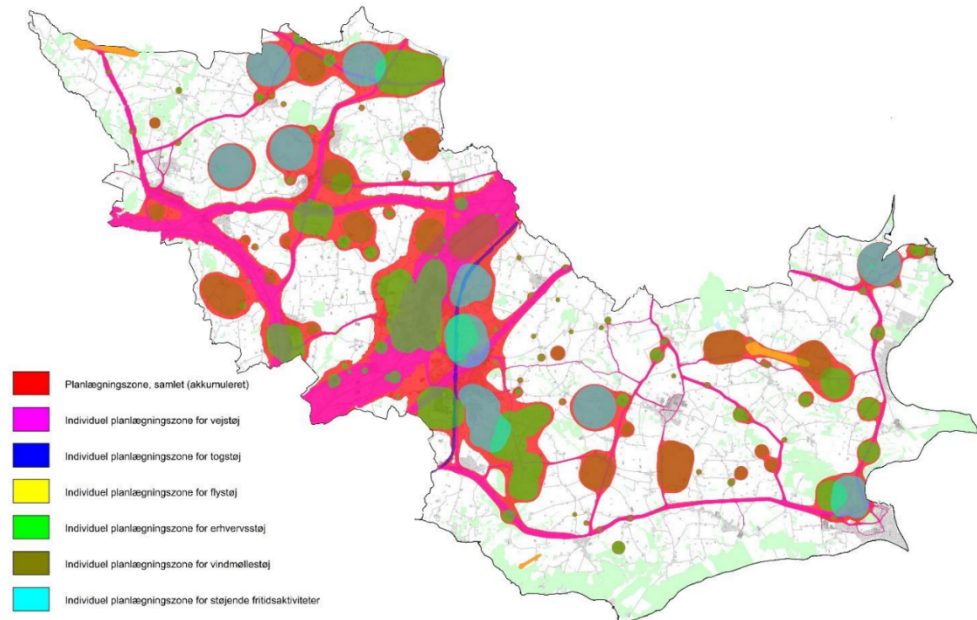 Planlægningszone, samlet (akkumuleret)
Individuel planlægningszone for vejstøj
Individuel planlægningszone for togstøj
Individuel planlægningszone for flystøj
Individuel planlægningszone for erhvervsstøj
Individuel planlægningszone for vindmøllestøj
Individuel planlægningszone for støjende fritidsaktiviteter